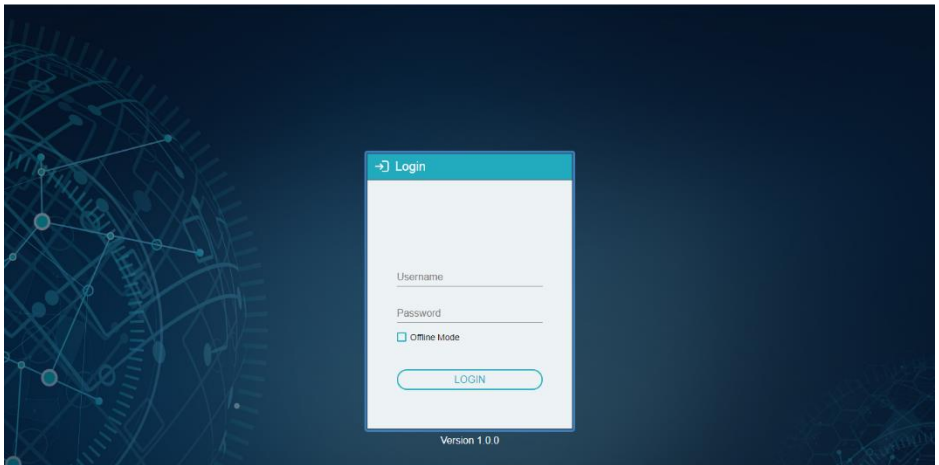 Login
Username
Password
Offline Mode
LOGIN
Version 1.0.0